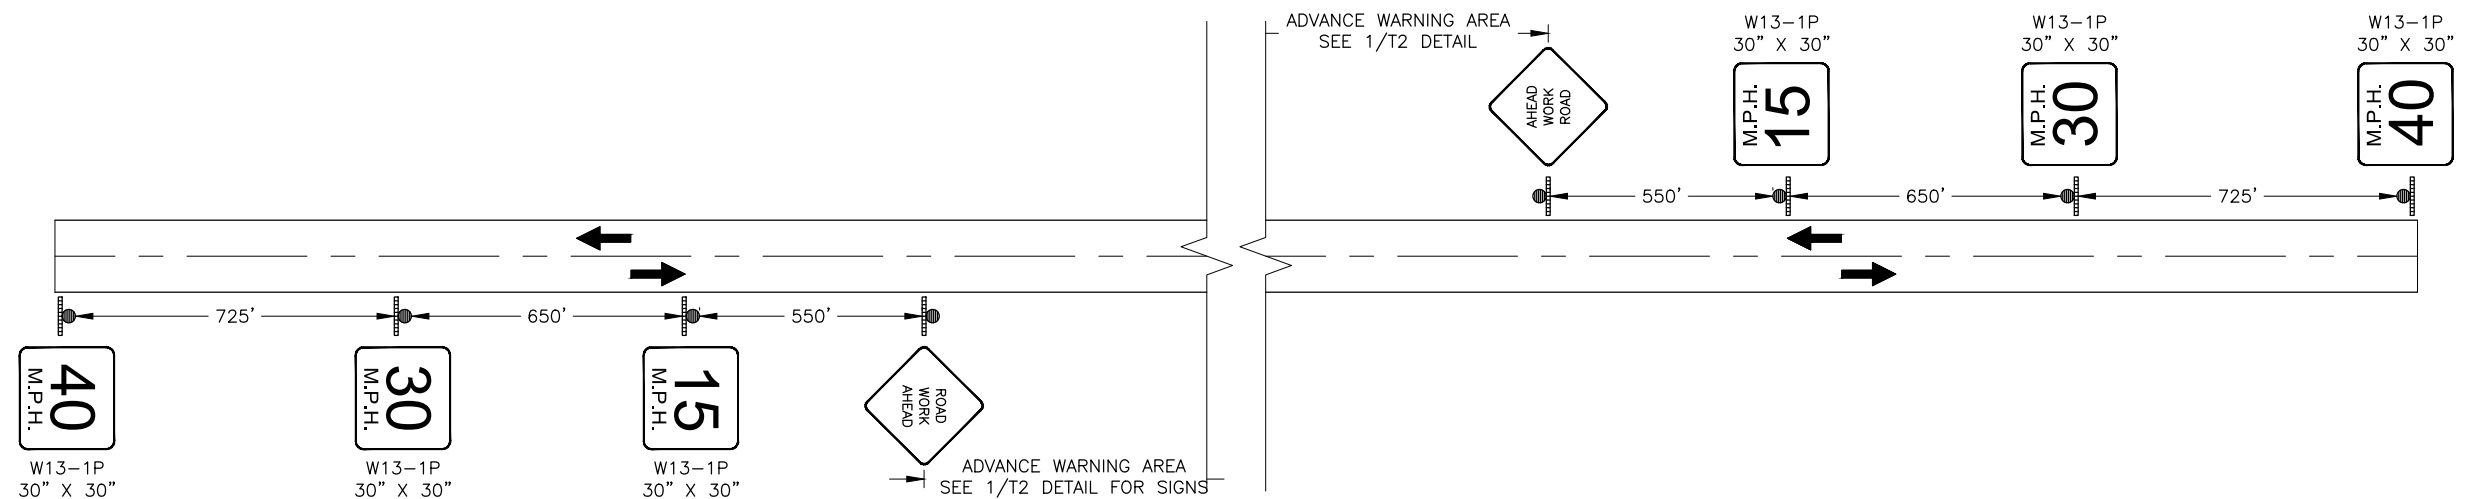 ADVANCE WARNING AREA
SEE 1/T2 DETAIL
W13-1P
30" X 30"
W13-1P
30" X 30"
W13-1P
30" X 30"
ROAD
WORK
AHEAD
15
M.P.H.
30
M.P.H.
40
M.P.H.
550'
650'
725'
725'
650'
550'
40
M.P.H.
30
M.P.H.
15
M.P.H.
ROAD
WORK
AHEAD
W13-1P
30" X 30"
W13-1P
30" X 30"
W13-1P
30" X 30"
ADVANCE WARNING AREA
SEE 1/T2 DETAIL FOR SIGNS